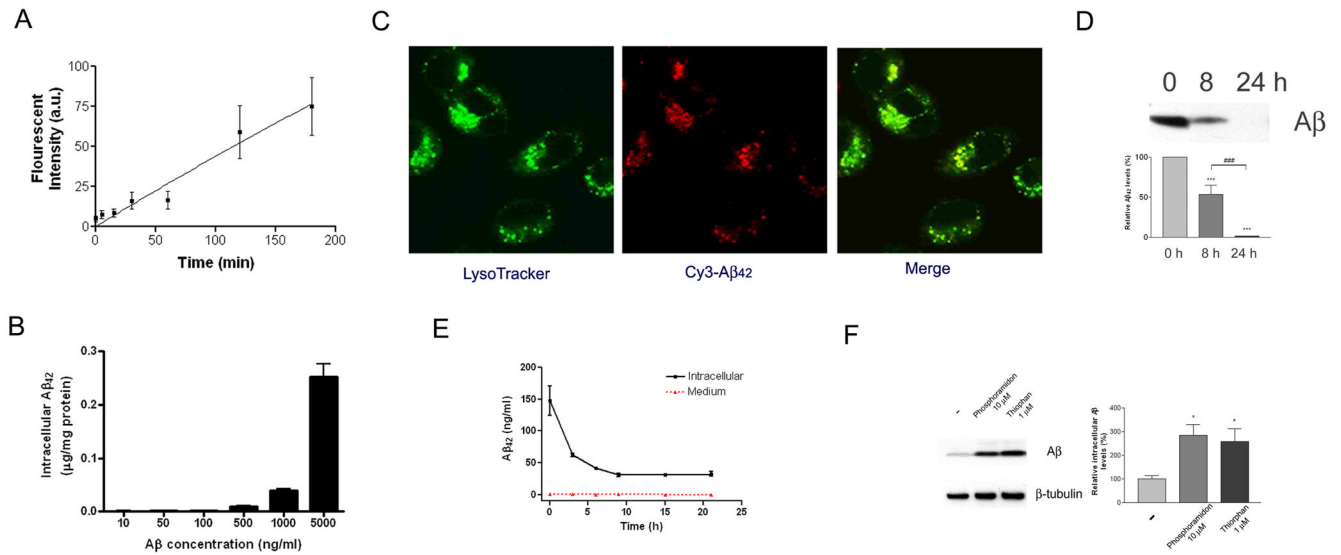 A
Flourescent
Intensity (a.u.)
100
75
50
25
0
0 50 100 150 200
Time (min)
B
Intracellular Aβ42
(μg/mg protein)
0.3
0.2
0.1
0.0
10 50 100 500 1000 5000
Aβ concentration (ng/ml)
C
LysoTracker
Cy3-Aβ42
Merge
D
0 8 24 h
Aβ
Relative Aβ42 levels (%)
100
75
50
25
0
###
***
***
0 h 8 h 24 h
E
Aβ42 (ng/ml)
200
150
100
50
0
Intracellular
Medium
0 5 10 15 20 25
Time (h)
F
-
Phosphoramidon
10 μM
Thiophan
1 μM
Aβ
β-tubulin
Relative intracellular Aβ
levels (%)
400
300
200
100
0
*
*
-
Phosphoramidon
10 μM
Thiorphan
1 μM